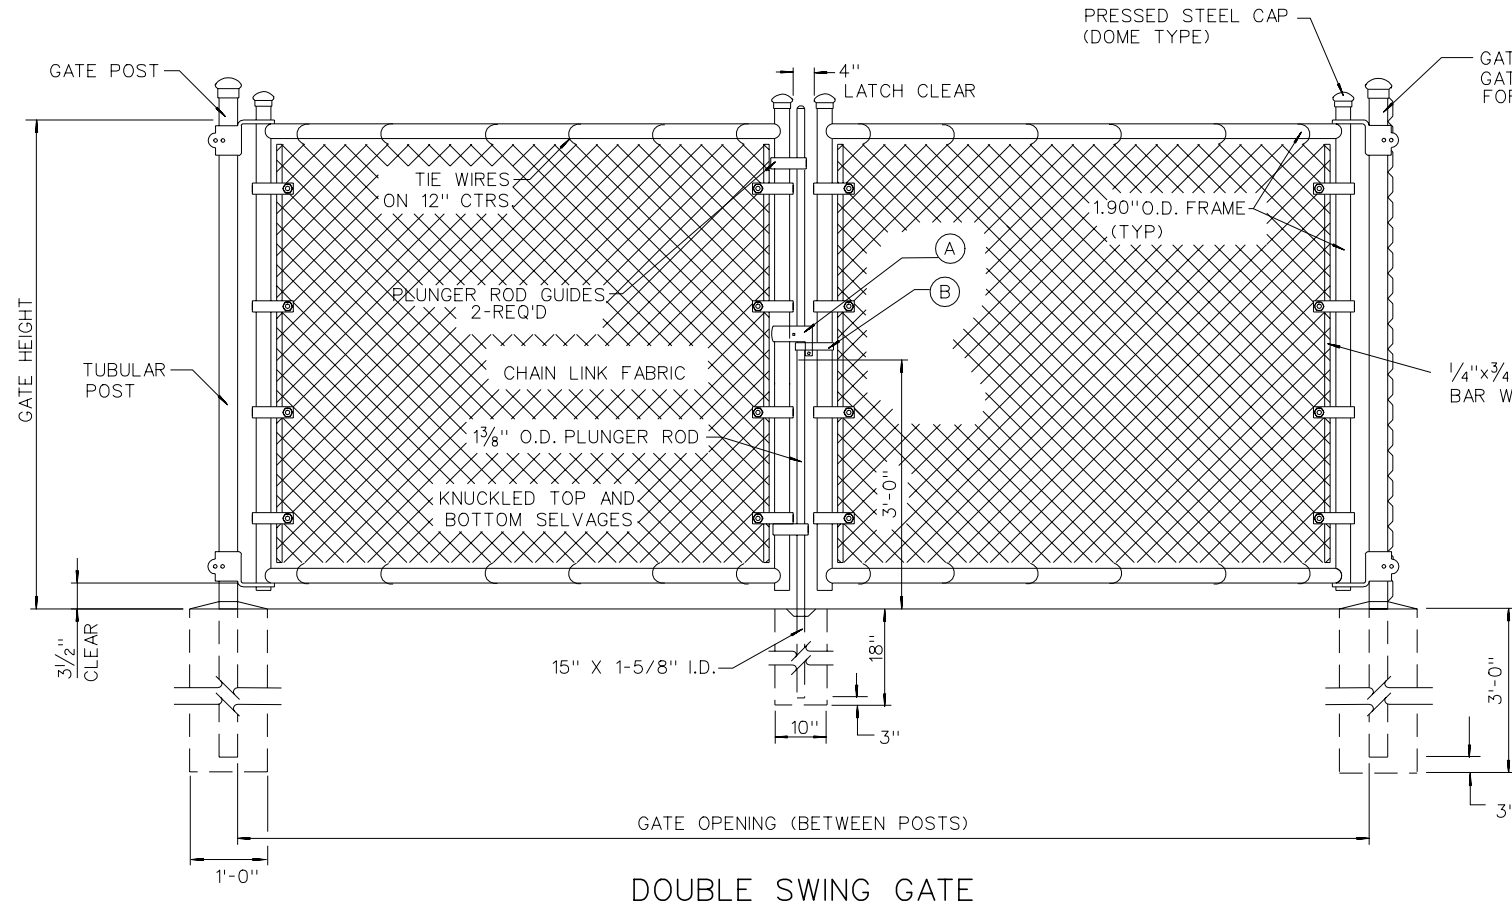 PRESSED STEEL CAP
(DOME TYPE)
GATE POST
4"
LATCH CLEAR
TIE WIRES
ON 12" CTRS.
1.90" O.D. FRAME
(TYP)
A
B
PLUNGER ROD GUIDES
2-REQ'D
GATE HEIGHT
TUBULAR
POST
CHAIN LINK FABRIC
1/4"x3/4
BAR W
1 3/8" O.D. PLUNGER ROD
3'-0"
KNUCKLED TOP AND
BOTTOM SELVAGES
3 1/2"
CLEAR
15" X 1-5/8" I.D.
18"
3'-0"
10"
3"
3"
GATE OPENING (BETWEEN POSTS)
1'-0"
DOUBLE SWING GATE